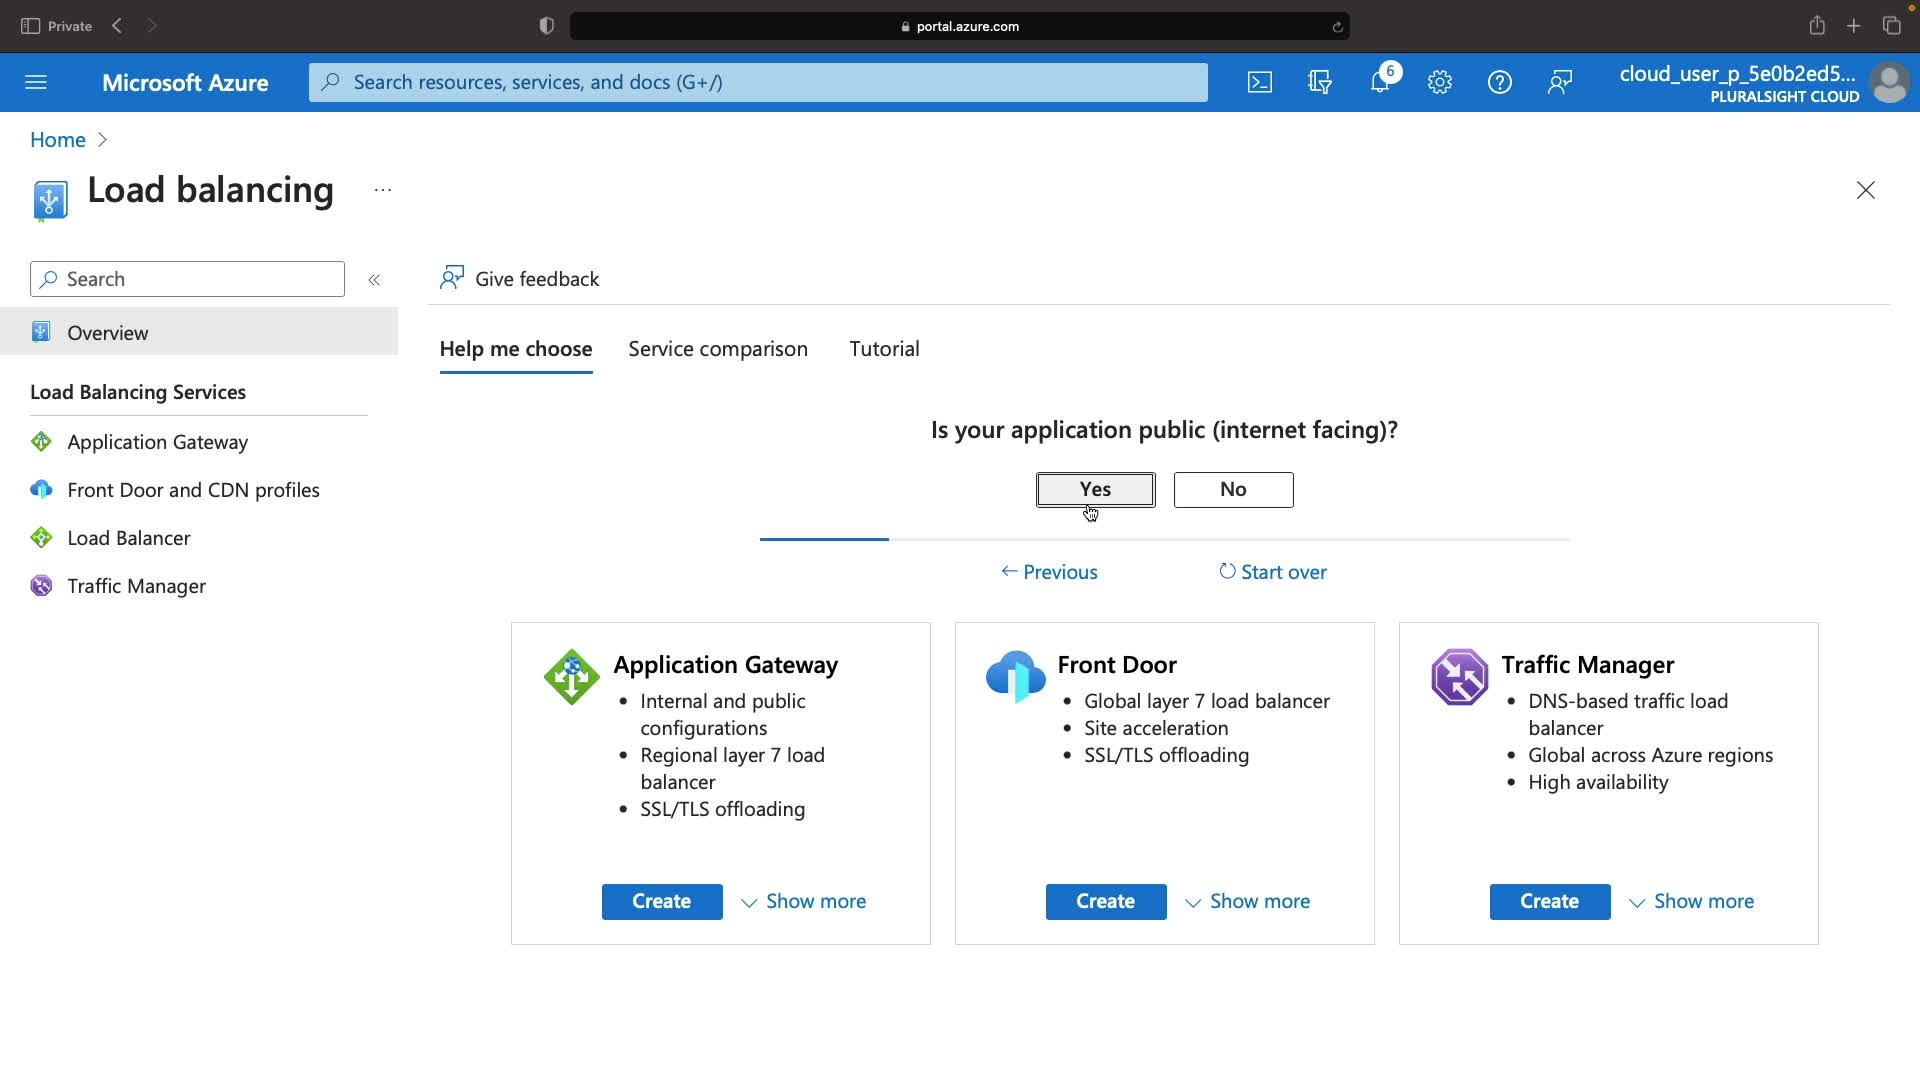 Private
portal.azure.com
Microsoft Azure
Search resources, services, and docs (G+/)
6
cloud_user_p_5e0b2ed5...
PLURALSIGHT CLOUD
Home
Load balancing
...
Search
Give feedback
Overview
Help me choose
Service comparison
Tutorial
Load Balancing Services
Application Gateway
Front Door and CDN profiles
Load Balancer
Traffic Manager
Is your application public (internet facing)?
Yes
No
Previous
Start over
Application Gateway
• Internal and public
configurations
• Regional layer 7 load
balancer
• SSL/TLS offloading
Create
Show more
Front Door
• Global layer 7 load balancer
• Site acceleration
• SSL/TLS offloading
Create
Show more
Traffic Manager
• DNS-based traffic load
balancer
• Global across Azure regions
• High availability
Create
Show more